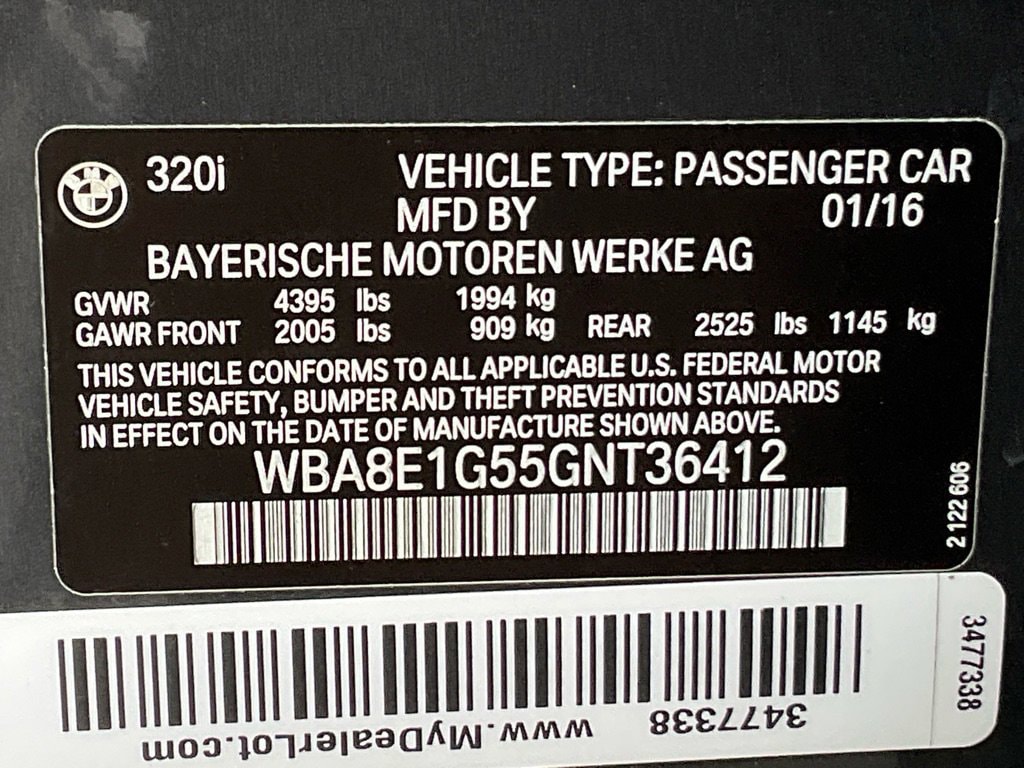 BMW 320i VEHICLE TYPE: PASSENGER CAR
MFD BY 01/16
BAYERISCHE MOTOREN WERKE AG
GVWR 4395 lbs 1994 kg
GAWR FRONT 2005 lbs 909 kg REAR 2525 lbs 1145 kg
THIS VEHICLE CONFORMS TO ALL APPLICABLE U.S. FEDERAL MOTOR
VEHICLE SAFETY, BUMPER AND THEFT PREVENTION STANDARDS
IN EFFECT ON THE DATE OF MANUFACTURE SHOWN ABOVE.
WBA8E1G55GNT36412
2 122 606
3477338
3477338
www.MyDealerLot.com